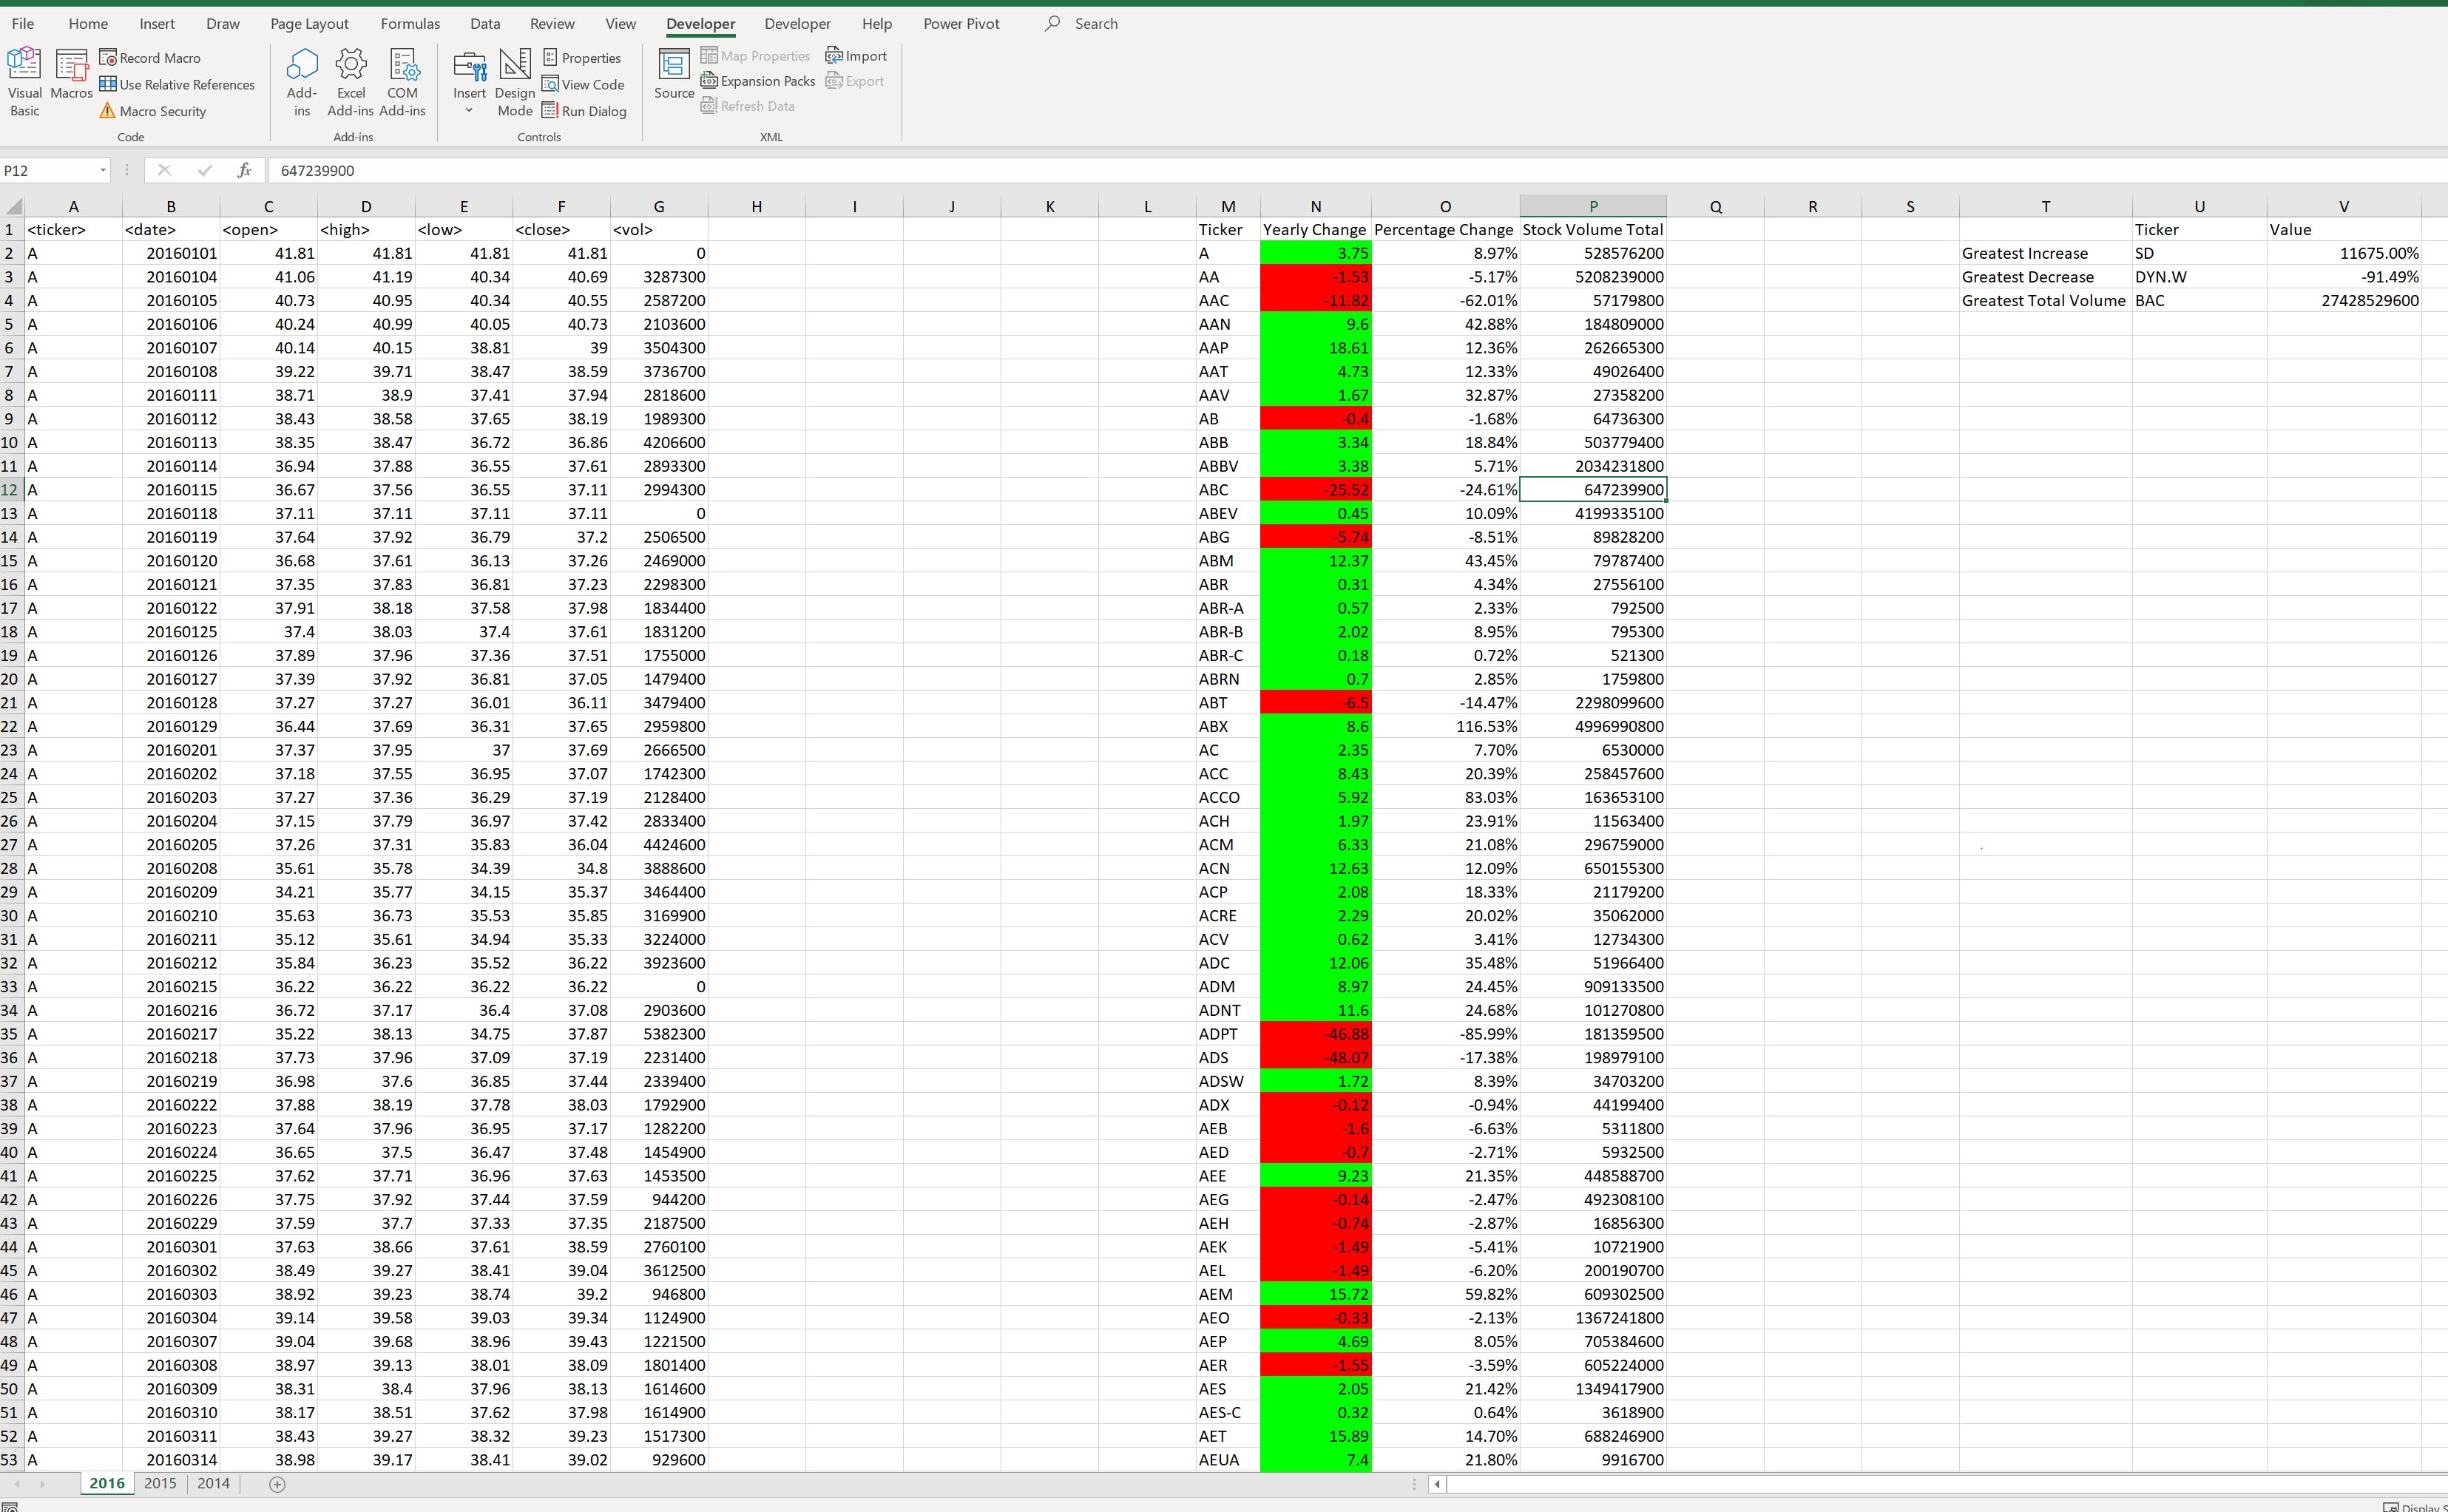 File Home Insert Draw Page Layout Formulas Data Review View Developer Developer Help Power Pivot Search
Visual Basic
Macros
Record Macro
Use Relative References
Macro Security
Code
Add-ins
Excel Add-ins
COM Add-ins
Add-ins
Insert
Design Mode
Properties
View Code
Run Dialog
Controls
Source
Map Properties
Expansion Packs
Refresh Data
Import
Export
XML
P12 fx 647239900
A B C D E F G H I J K L M N O P Q R S T U V
1 <ticker> <date> <open> <high> <low> <close> <vol> Ticker Yearly Change Percentage Change Stock Volume Total Ticker Value
2 A 20160101 41.81 41.81 41.81 41.81 0 A 3.75 8.97% 528576200 Greatest Increase SD 11675.00%
3 A 20160104 41.06 41.19 40.34 40.69 3287300 AA -1.53 -5.17% 5208239000 Greatest Decrease DYN.W -91.49%
4 A 20160105 40.73 40.95 40.34 40.55 2587200 AAC -11.82 -62.01% 57179800 Greatest Total Volume BAC 27428529600
5 A 20160106 40.24 40.99 40.05 40.73 2103600 AAN 9.6 42.88% 184809000
6 A 20160107 40.14 40.15 38.81 39 3504300 AAP 18.61 12.36% 262665300
7 A 20160108 39.22 39.71 38.47 38.59 3736700 AAT 4.73 12.33% 49026400
8 A 20160111 38.71 38.9 37.41 37.94 2818600 AAV 1.67 32.87% 27358200
9 A 20160112 38.43 38.58 37.65 38.19 1989300 AB -0.4 -1.68% 64736300
10 A 20160113 38.35 38.47 36.72 36.86 4206600 ABB 3.34 18.84% 503779400
11 A 20160114 36.94 37.88 36.55 37.61 2893300 ABBV 3.38 5.71% 2034231800
12 A 20160115 36.67 37.56 36.55 37.11 2994300 ABC -25.52 -24.61% 647239900
13 A 20160118 37.11 37.11 37.11 37.11 0 ABEV 0.45 10.09% 4199335100
14 A 20160119 37.64 37.92 36.79 37.2 2506500 ABG -5.74 -8.51% 89828200
15 A 20160120 36.68 37.61 36.13 37.26 2469000 ABM 12.37 43.45% 79787400
16 A 20160121 37.35 37.83 36.81 37.23 2298300 ABR 0.31 4.34% 27556100
17 A 20160122 37.91 38.18 37.58 37.98 1834400 ABR-A 0.57 2.33% 792500
18 A 20160125 37.4 38.03 37.4 37.61 1831200 ABR-B 2.02 8.95% 795300
19 A 20160126 37.89 37.96 37.36 37.51 1755000 ABR-C 0.18 0.72% 521300
20 A 20160127 37.39 37.92 36.81 37.05 1479400 ABRN 0.7 2.85% 1759800
21 A 20160128 37.27 37.27 36.01 36.11 3479400 ABT -6.5 -14.47% 2298099600
22 A 20160129 36.44 37.69 36.31 37.65 2959800 ABX 8.6 116.53% 4996990800
23 A 20160201 37.37 37.95 37 37.69 2666500 AC 2.35 7.70% 6530000
24 A 20160202 37.18 37.55 36.95 37.07 1742300 ACC 8.43 20.39% 258457600
25 A 20160203 37.27 37.36 36.29 37.19 2128400 ACCO 5.92 83.03% 163653100
26 A 20160204 37.15 37.79 36.97 37.42 2833400 ACH 1.97 23.91% 11563400
27 A 20160205 37.26 37.31 35.83 36.04 4424600 ACM 6.33 21.08% 296759000
28 A 20160208 35.61 35.78 34.39 34.8 3888600 ACN 12.63 12.09% 650155300
29 A 20160209 34.21 35.77 34.15 35.37 3464400 ACP 2.08 18.33% 21179200
30 A 20160210 35.63 36.73 35.53 35.85 3169900 ACRE 2.29 20.02% 35062000
31 A 20160211 35.12 35.61 34.94 35.33 3224000 ACV 0.62 3.41% 12734300
32 A 20160212 35.84 36.23 35.52 36.22 3923600 ADC 12.06 35.48% 51966400
33 A 20160215 36.22 36.22 36.22 36.22 0 ADM 8.97 24.45% 909133500
34 A 20160216 36.72 37.17 36.4 37.08 2903600 ADNT 11.6 24.68% 101270800
35 A 20160217 35.22 38.13 34.75 37.87 5382300 ADPT -46.88 -85.99% 181359500
36 A 20160218 37.73 37.96 37.09 37.19 2231400 ADS -48.07 -17.38% 198979100
37 A 20160219 36.98 37.6 36.85 37.44 2339400 ADSW 1.72 8.39% 34703200
38 A 20160222 37.88 38.19 37.78 38.03 1792900 ADX -0.12 -0.94% 44199400
39 A 20160223 37.64 37.96 36.95 37.17 1282200 AEB -1.6 -6.63% 5311800
40 A 20160224 36.65 37.5 36.47 37.48 1454900 AED -0.7 -2.71% 5932500
41 A 20160225 37.62 37.71 36.96 37.63 1453500 AEE 9.23 21.35% 448588700
42 A 20160226 37.75 37.92 37.44 37.59 944200 AEG -0.14 -2.47% 492308100
43 A 20160229 37.59 37.7 37.33 37.35 2187500 AEH -0.74 -2.87% 16856300
44 A 20160301 37.63 38.66 37.61 38.59 2760100 AEK -1.49 -5.41% 10721900
45 A 20160302 38.49 39.27 38.41 39.04 3612500 AEL -1.49 -6.20% 200190700
46 A 20160303 38.92 39.23 38.74 39.2 946800 AEM 15.72 59.82% 609302500
47 A 20160304 39.14 39.58 39.03 39.34 1124900 AEO -0.33 -2.13% 1367241800
48 A 20160307 39.04 39.68 38.96 39.43 1221500 AEP 4.69 8.05% 705384600
49 A 20160308 38.97 39.13 38.01 38.09 1801400 AER -1.55 -3.59% 605224000
50 A 20160309 38.31 38.4 37.96 38.13 1614600 AES 2.05 21.42% 1349417900
51 A 20160310 38.17 38.51 37.62 37.98 1614900 AES-C 0.32 0.64% 3618900
52 A 20160311 38.43 39.27 38.32 39.23 1517300 AET 15.89 14.70% 688246900
53 A 20160314 38.98 39.17 38.41 39.02 929600 AEUA 7.4 21.80% 9916700
2016 2015 2014
Display S